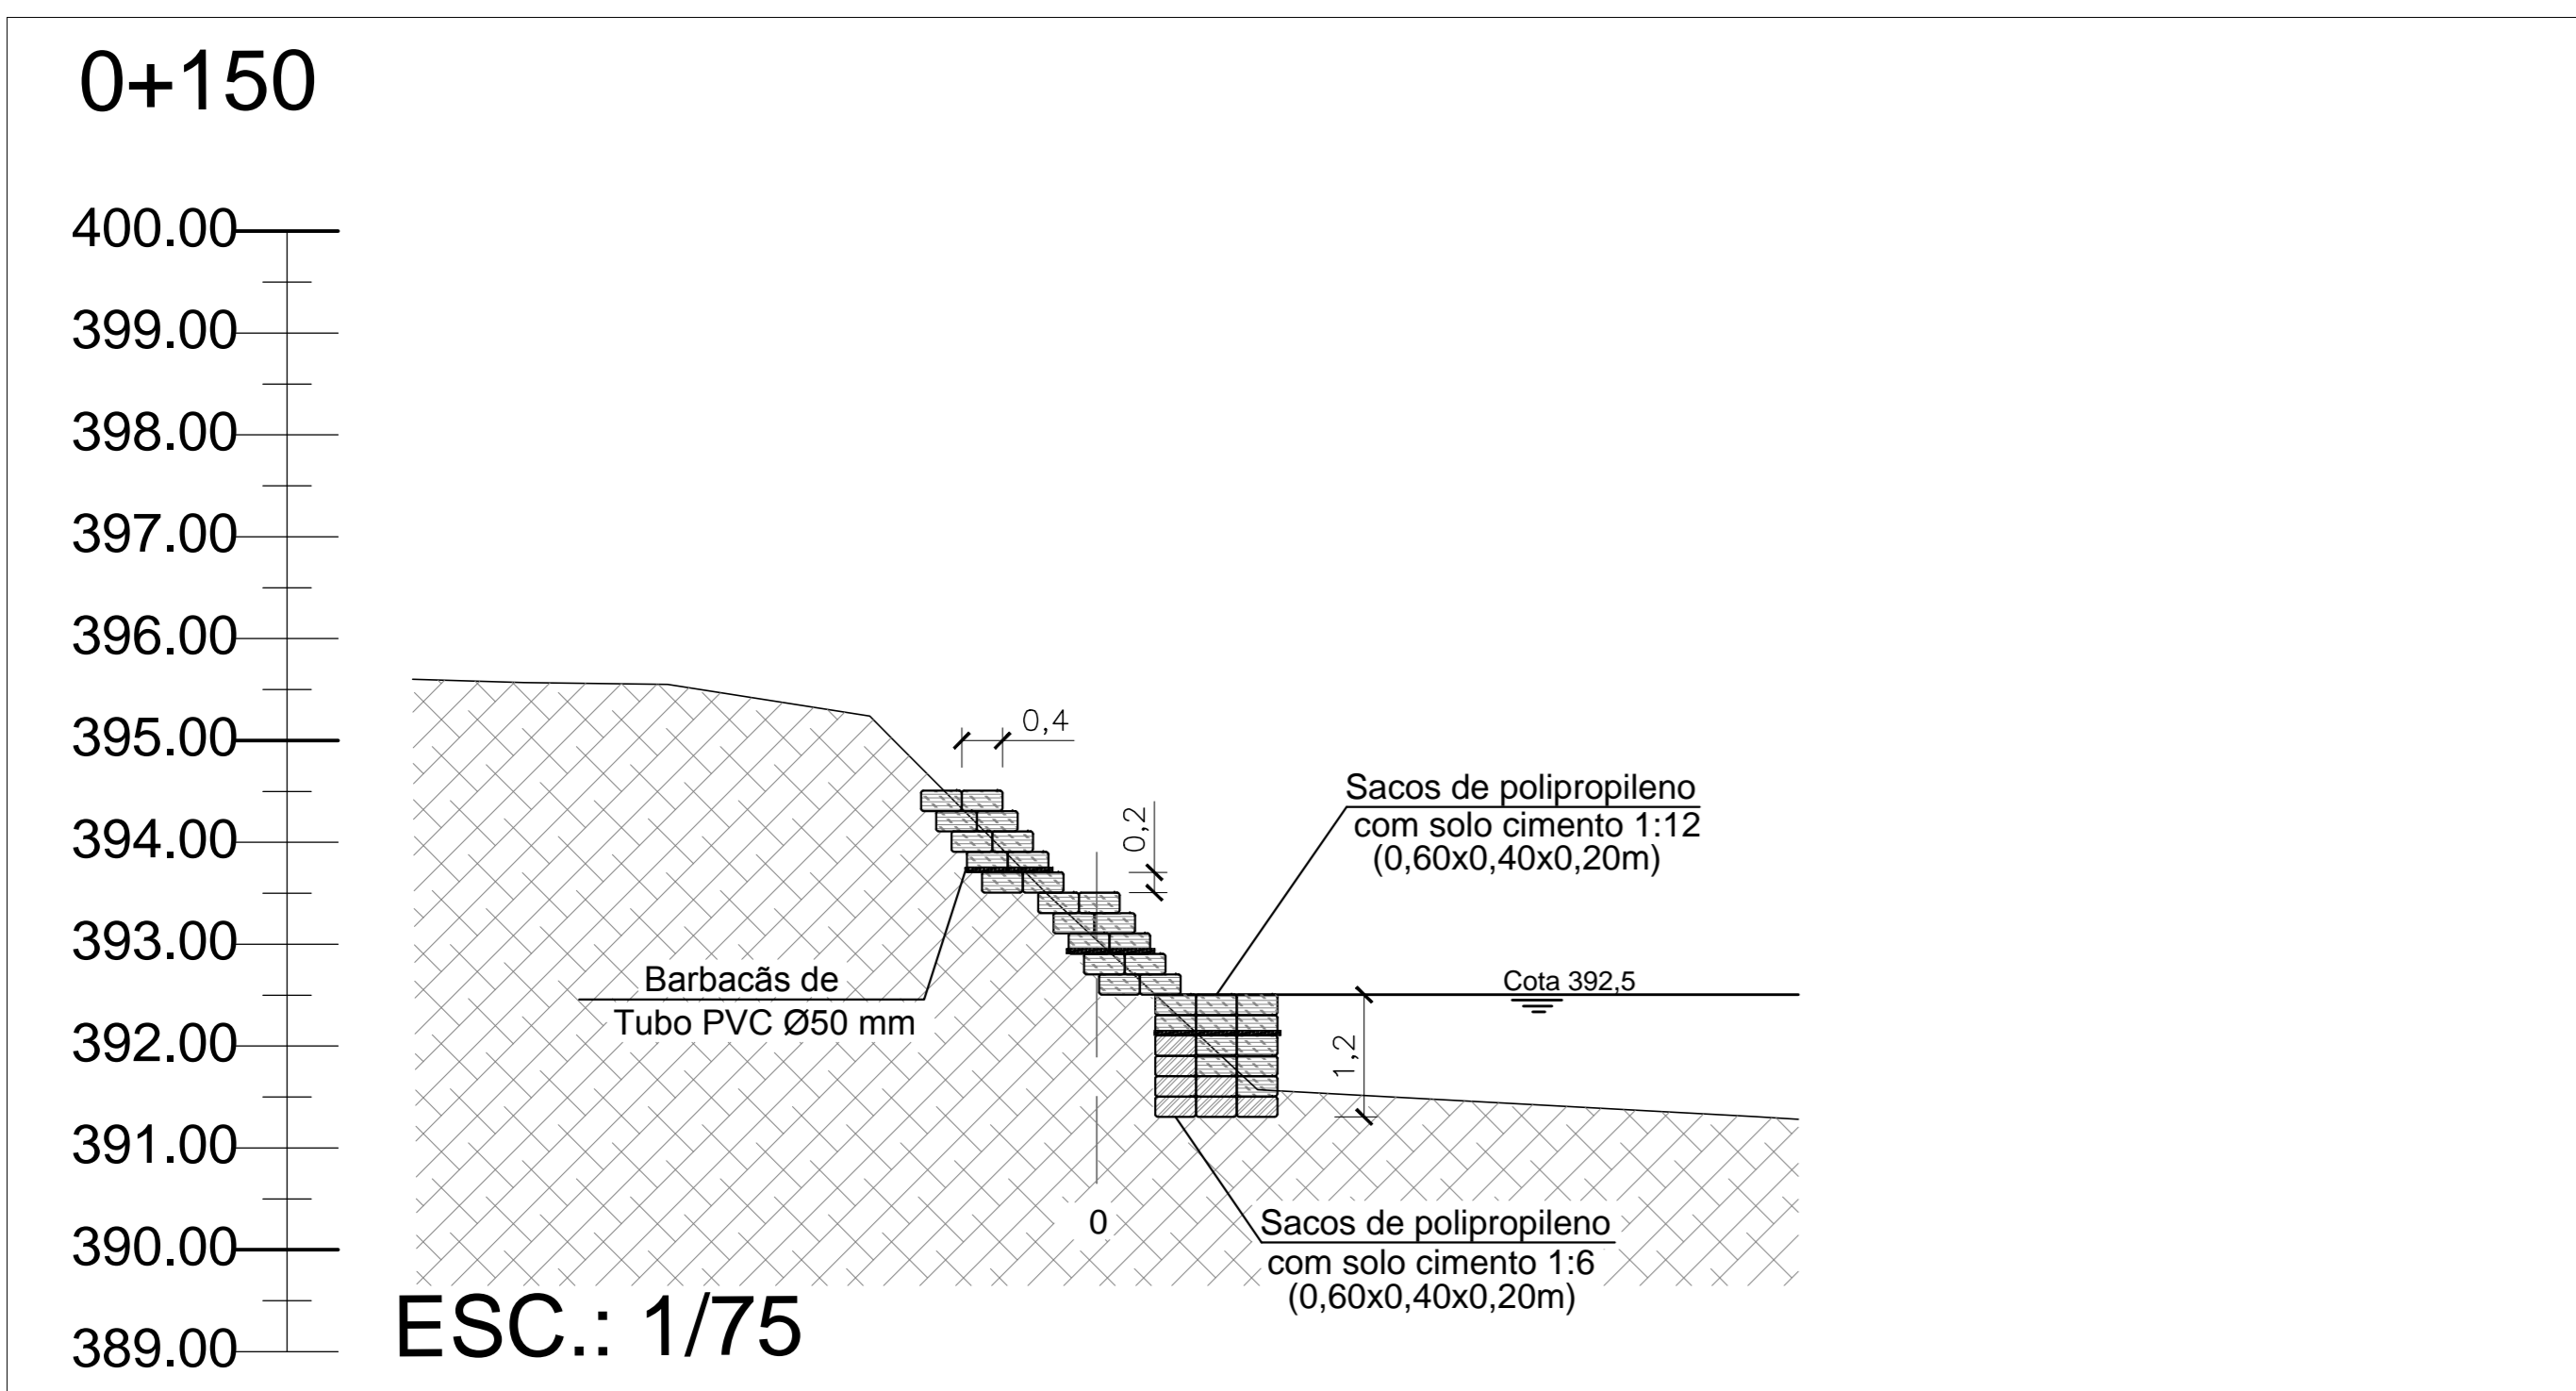 0+150
400.00
399.00
398.00
397.00
396.00
395.00
394.00
393.00
392.00
391.00
390.00
389.00
0,4
0,2
Sacos de polipropileno
com solo cimento 1:12
(0,60x0,40x0,20m)
Barbacãs de
Tubo PVC Ø50 mm
Cota 392,5
1,2
0
Sacos de polipropileno
com solo cimento 1:6
(0,60x0,40x0,20m)
ESC.: 1/75